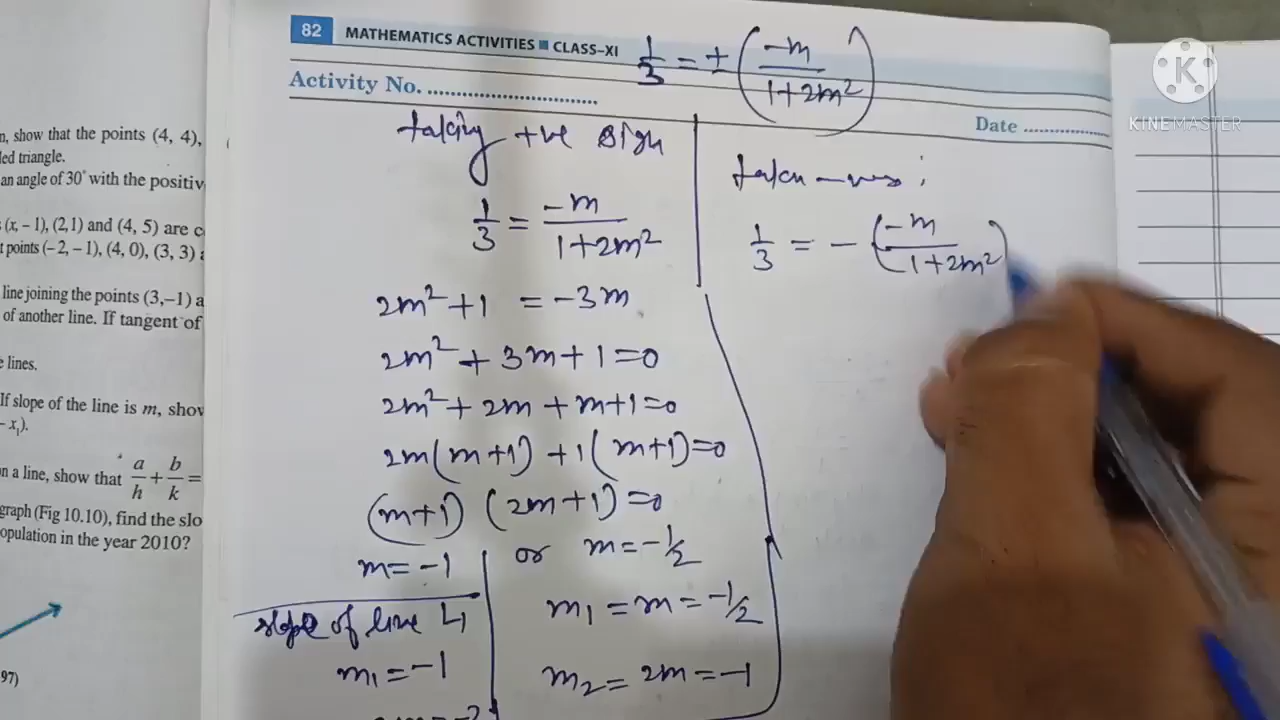 82 MATHEMATICS ACTIVITIES ■ CLASS-XI
1/3 = ± (-m/(1+2m²))
KINEMASTER
Activity No. ..............................
Date ..............
n, show that the points (4, 4),
led triangle.
an angle of 30° with the positiv
(x, – 1), (2,1) and (4, 5) are c
t points (–2, –1), (4, 0), (3, 3)
line joining the points (3,–1) a
of another line. If tangent of
e lines.
If slope of the line is m, shov
– x₁).
n a line, show that a/h + b/k =
graph (Fig 10.10), find the slo
opulation in the year 2010?
97)
taking +ve sign
1/3 = -m/(1+2m²)
2m²+1 = -3m
2m² + 3m+1=0
2m² + 2m + m+1=0
2m(m+1) +1(m+1)=0
(m+1) (2m+1)=0
m= -1 or m=-1/2
slope of line L1
m1 = -1
m1 = m = -1/2
m2 = 2m = -1
1/3 = - (-m/(1+2m²))